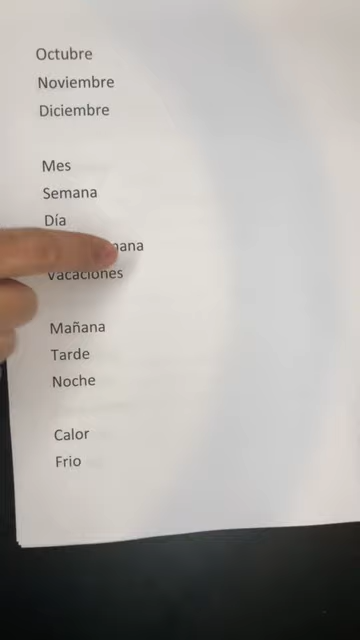 Octubre
Noviembre
Diciembre
Mes
Semana
Día
Vacaciones
Mañana
Tarde
Noche
Calor
Frio